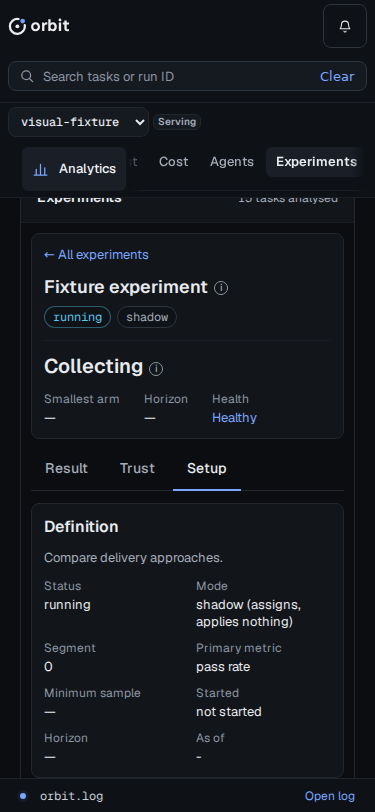 orbit
Search tasks or run ID
Clear
visual-fixture
Serving
Analytics
Cost
Agents
Experiments
Experiments
15 tasks analysed
← All experiments
Fixture experiment
running
shadow
Collecting
Smallest arm
Horizon
Health
—
—
Healthy
Result
Trust
Setup
Definition
Compare delivery approaches.
Status
Mode
running
shadow (assigns,
applies nothing)
Segment
Primary metric
0
pass rate
Minimum sample
Started
—
not started
Horizon
As of
—
-
orbit.log
Open log